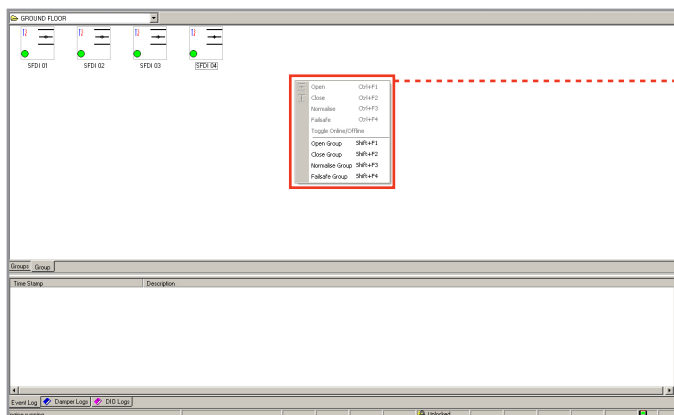 GROUND FLOOR
SFDI 01 SFDI 02 SFDI 03 SFDI 04
Open Ctrl+F1
Close Ctrl+F2
Normalise Ctrl+F3
Failsafe Ctrl+F4
Toggle Online/Offline
Open Group Shift+F1
Close Group Shift+F2
Normalise Group Shift+F3
Failsafe Group Shift+F4
Groups Group
Time Stamp Description
Event Log Damper Logs DIO Logs
Unlocked